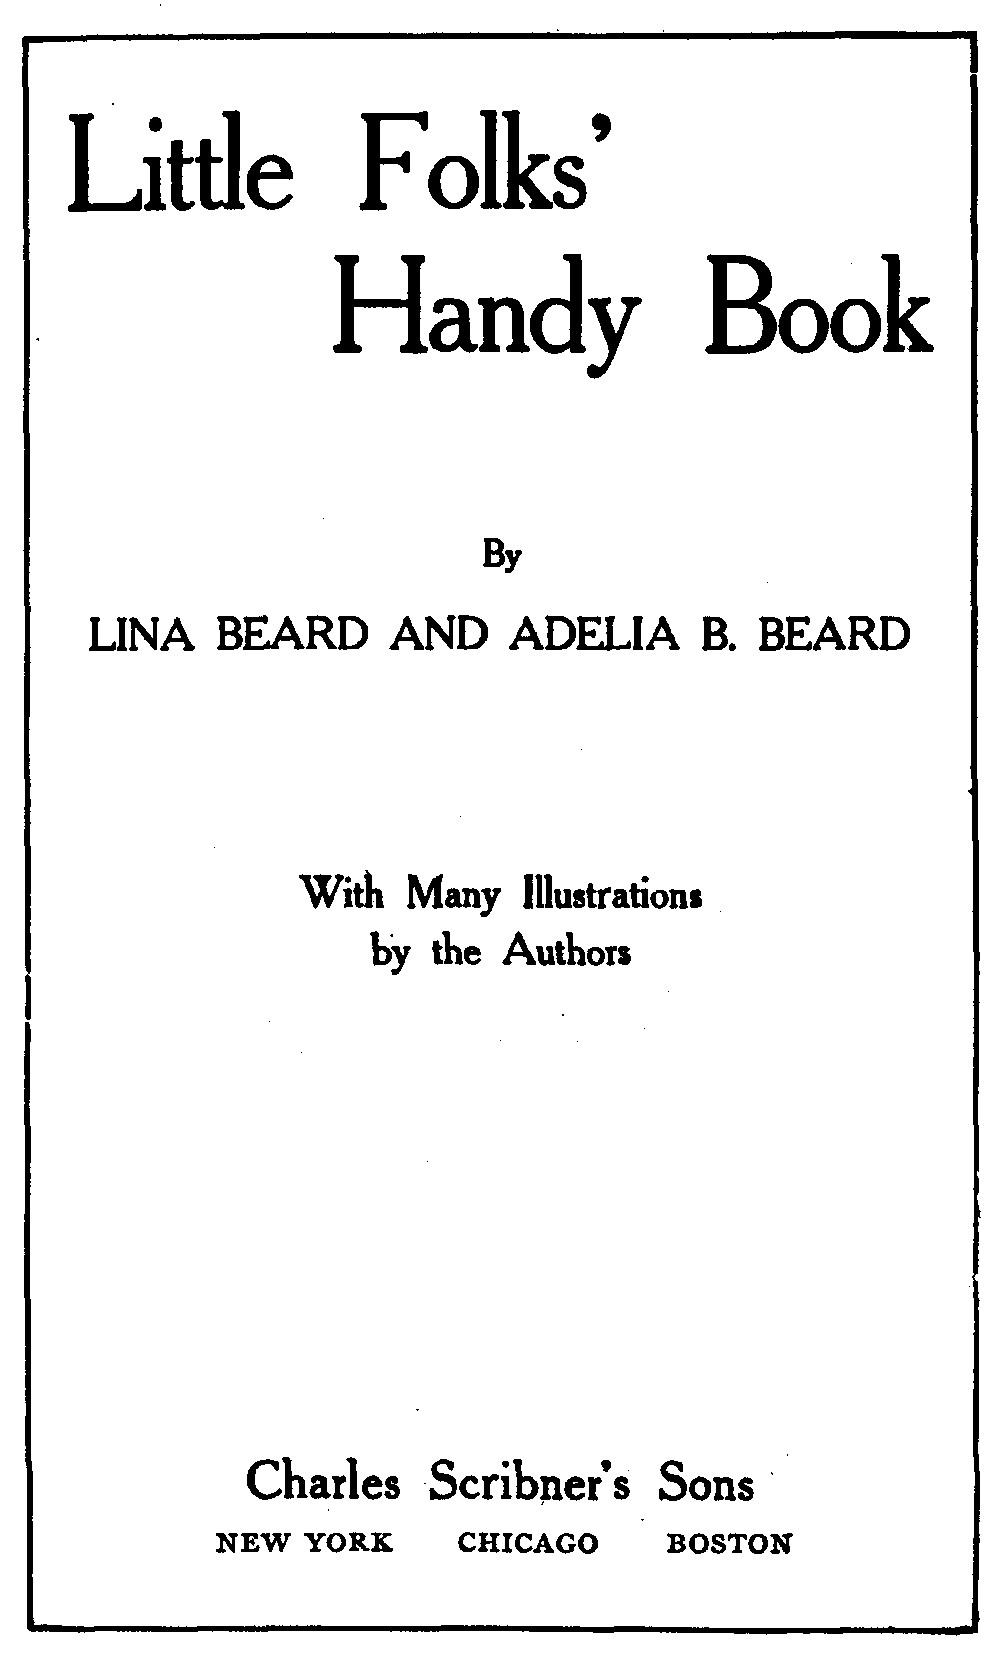 Little Folks'
Handy Book
By
LINA BEARD AND ADELIA B. BEARD
With Many Illustrations
by the Authors
Charles Scribner's Sons
NEW YORK CHICAGO BOSTON